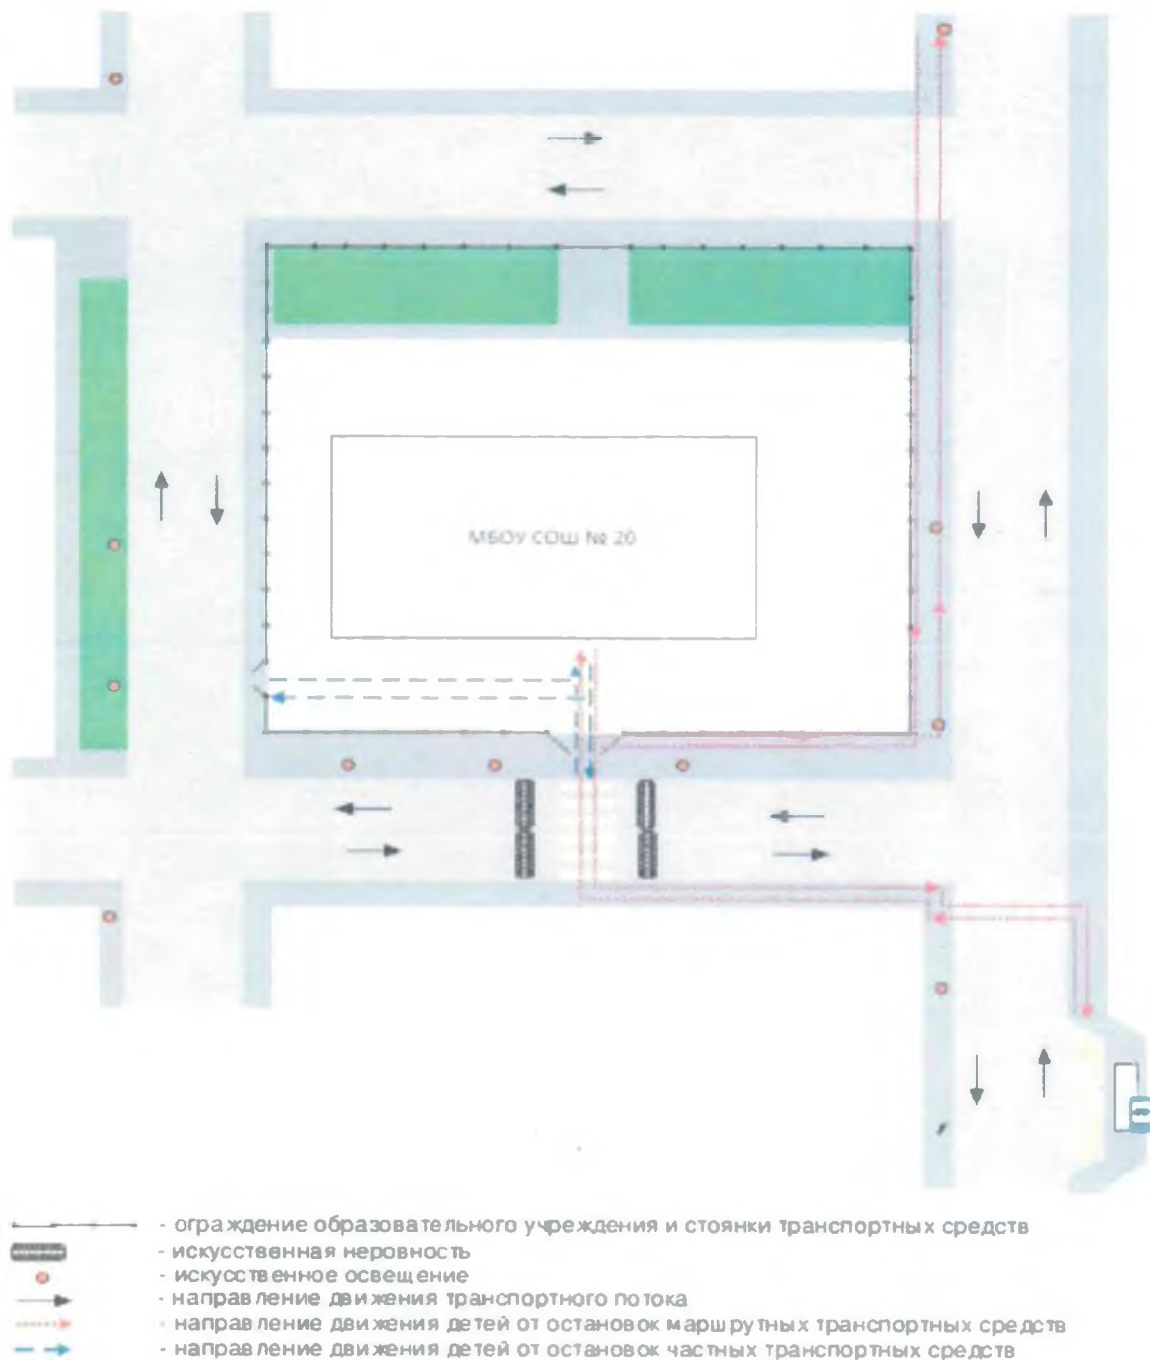 МБОУ СОШ № 20
- ограждение образовательного учреждения и стоянки транспортных средств
- искусственная неровность
- искусственное освещение
- направление движения транспортного потока
- направление движения детей от остановок маршрутных транспортных средств
- направление движения детей от остановок частных транспортных средств